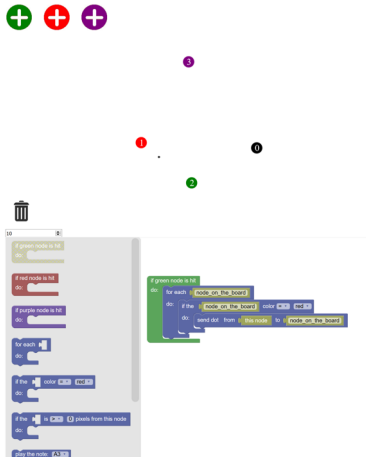 3
1
0
2
10
if green node is hit
do:
if red node is hit
do:
if purple node is hit
do:
for each
do:
if the color = red
do:
if the is = 0 pixels from this node
do:
play the note: A3
if green node is hit
do: for each node_on_the_board
do: if the node_on_the_board color = red
do: send dot from this node to node_on_the_board